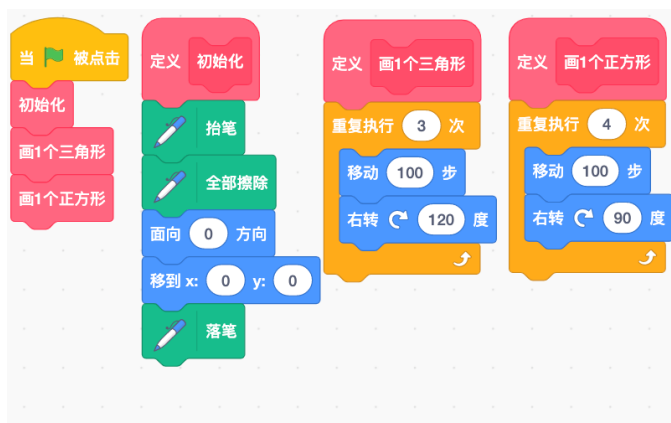 当 被点击
初始化
画1个三角形
画1个正方形
定义 初始化
抬笔
全部擦除
面向 0 方向
移到 x: 0 y: 0
落笔
定义 画1个三角形
重复执行 3 次
移动 100 步
右转 120 度
定义 画1个正方形
重复执行 4 次
移动 100 步
右转 90 度